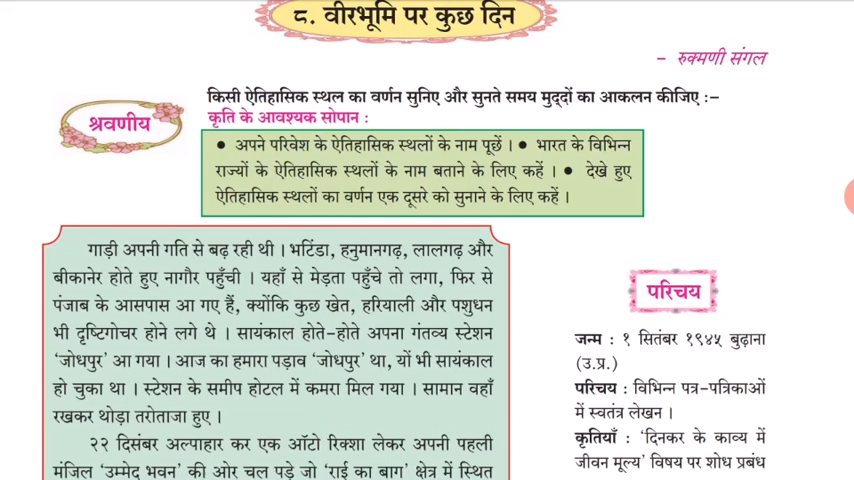 ८. वीरभूमि पर कुछ दिन
– रुक्मणी संगल
श्रवणीय
किसी ऐतिहासिक स्थल का वर्णन सुनिए और सुनते समय मुद्‌दों का आकलन कीजिए :–
कृति के आवश्यक सोपान :
• अपने परिवेश के ऐतिहासिक स्थलों के नाम पूछें । • भारत के विभिन्न
राज्यों के ऐतिहासिक स्थलों के नाम बताने के लिए कहें । • देखे हुए
ऐतिहासिक स्थलों का वर्णन एक दूसरे को सुनाने के लिए कहें ।
गाड़ी अपनी गति से बढ़ रही थी । भटिंडा, हनुमानगढ़, लालगढ़ और
बीकानेर होते हुए नागौर पहुँची । यहाँ से मेड़ता पहुँचे तो लगा, फिर से
पंजाब के आसपास आ गए हैं, क्योंकि कुछ खेत, हरियाली और पशुधन
भी दृष्टिगोचर होने लगे थे । सायंकाल होते-होते अपना गंतव्य स्टेशन
‘जोधपुर’ आ गया । आज का हमारा पड़ाव ‘जोधपुर’ था, यों भी सायंकाल
हो चुका था । स्टेशन के समीप होटल में कमरा मिल गया । सामान वहाँ
रखकर थोड़ा तरोताजा हुए ।
२२ दिसंबर अल्पाहार कर एक ऑटो रिक्शा लेकर अपनी पहली
मंजिल ‘उम्मेद भवन’ की ओर चल पड़े जो ‘राई का बाग’ क्षेत्र में स्थित
परिचय
जन्म : १ सितंबर १९४५ बुढ़ाना
(उ.प्र.)
परिचय : विभिन्न पत्र-पत्रिकाओं
में स्वतंत्र लेखन ।
कृतियाँ : ‘दिनकर के काव्य में
जीवन मूल्य’ विषय पर शोध प्रबंध